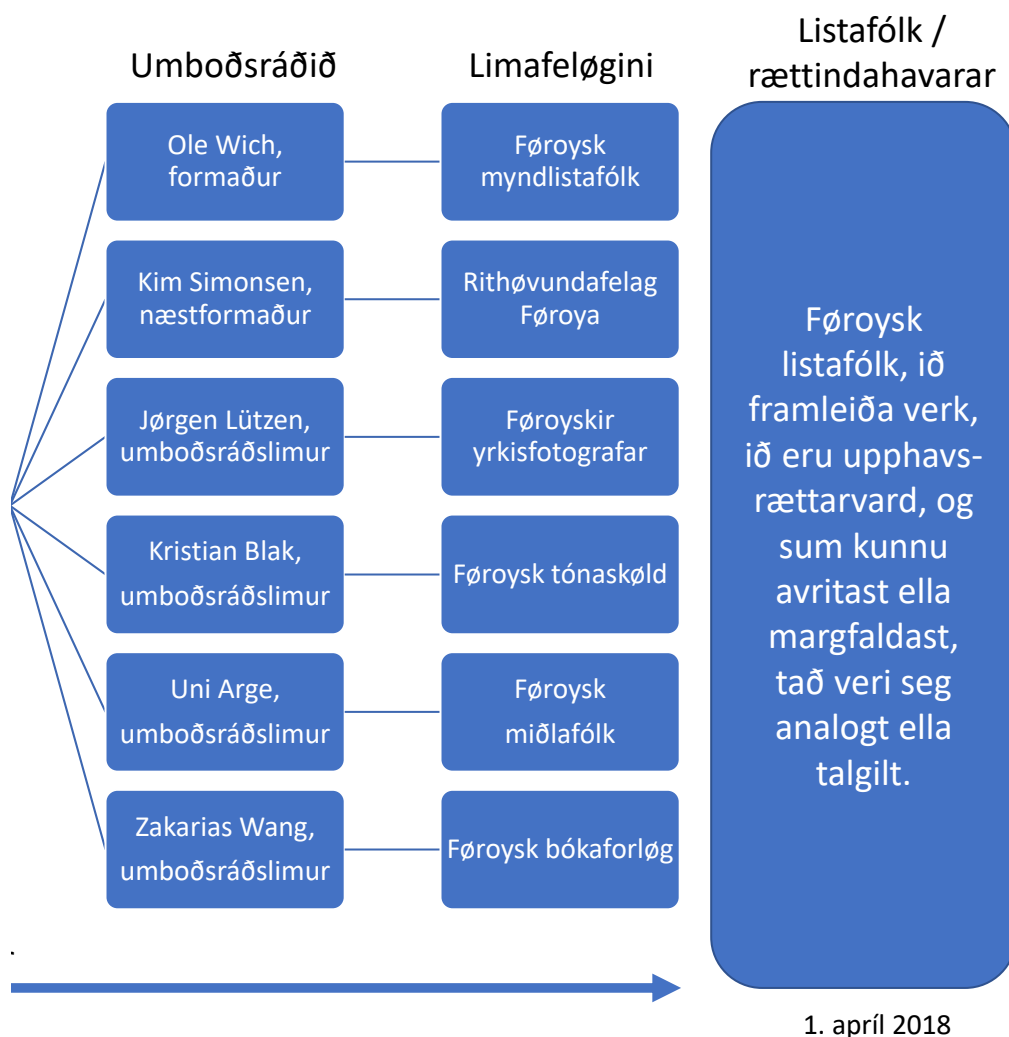 Umboðsráðið
Limafeløgini
Listafólk /
rættindahavarar
Ole Wich,
formaður
Føroysk
myndlistafólk
Kim Simonsen,
næstformaður
Rithøvundafelag
Føroya
Jørgen Lützen,
umboðsráðslimur
Føroyskir
yrkisfotografar
Kristian Blak,
umboðsráðslimur
Føroysk tónaskøld
Uni Arge,
umboðsráðslimur
Føroysk
miðlafólk
Zakarias Wang,
umboðsráðslimur
Føroysk bókaforløg
Føroysk
listafólk, ið
framleiða verk,
ið eru upphavs-
rættarvard, og
sum kunnu
avritast ella
margfaldast,
tað veri seg
analogt ella
talgilt.
.
1. apríl 2018